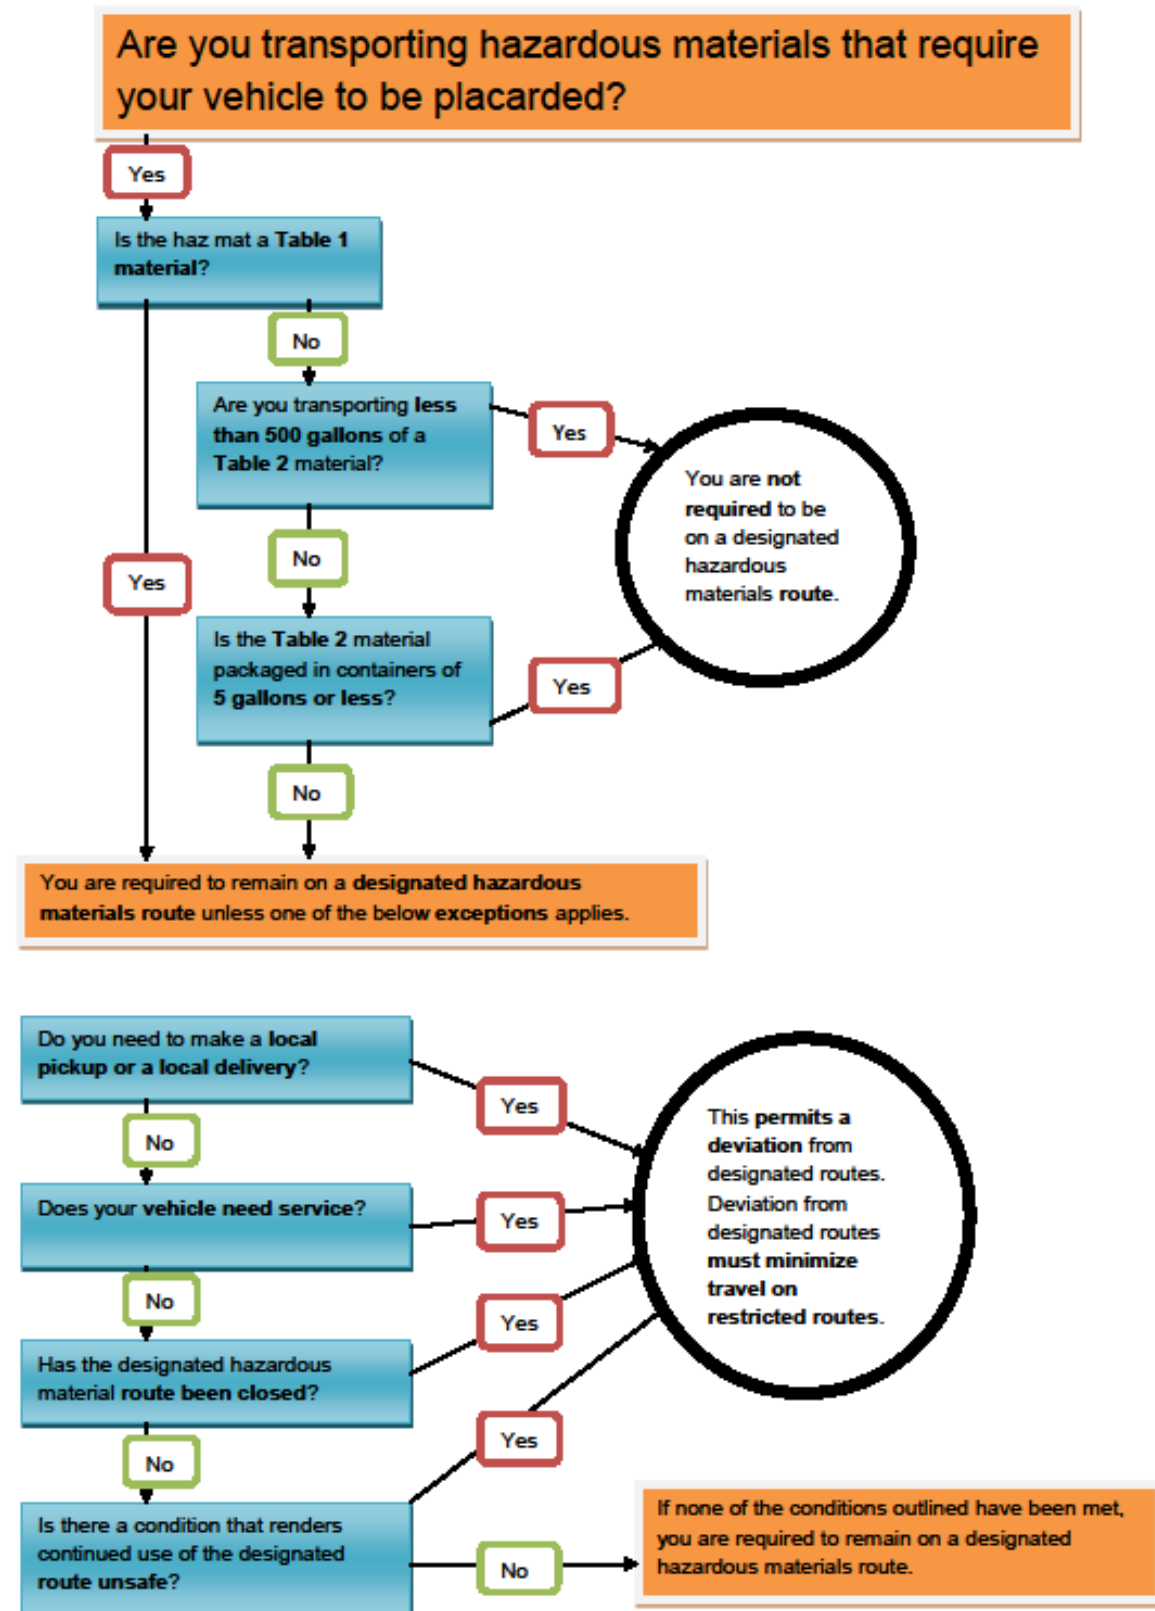 Are you transporting hazardous materials that require
your vehicle to be placarded?
Yes
Is the haz mat a Table 1
material?
No
Are you transporting less
than 500 gallons of a
Table 2 material?
Yes
You are not
required to be
on a designated
hazardous
materials route.
No
Yes
Is the Table 2 material
packaged in containers of
5 gallons or less?
Yes
No
You are required to remain on a designated hazardous
materials route unless one of the below exceptions applies.
Do you need to make a local
pickup or a local delivery?
Yes
No
This permits a
deviation from
designated routes.
Deviation from
designated routes
must minimize
travel on
restricted routes.
Does your vehicle need service?
Yes
No
Has the designated hazardous
material route been closed?
Yes
No
Is there a condition that renders
continued use of the designated
route unsafe?
Yes
No
If none of the conditions outlined have been met,
you are required to remain on a designated
hazardous materials route.